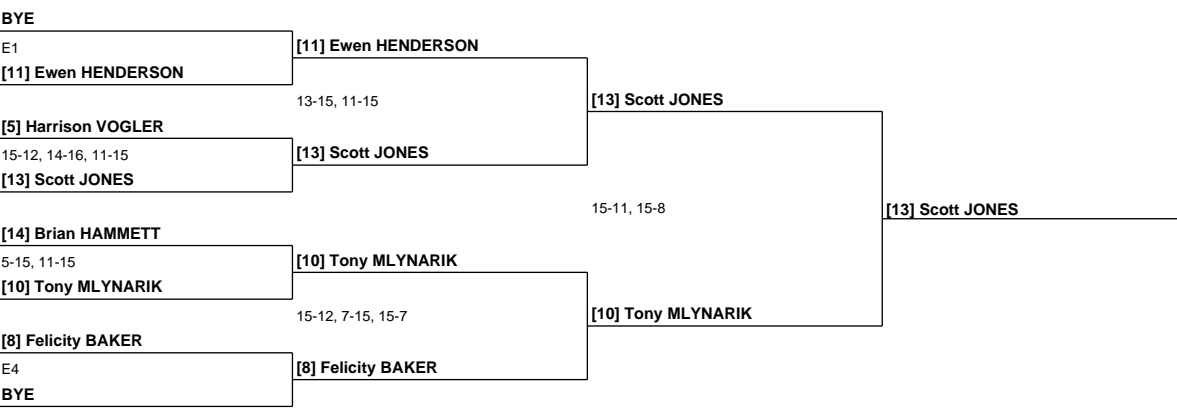 BYE
E1
[11] Ewen HENDERSON
[11] Ewen HENDERSON
13-15, 11-15
[13] Scott JONES
[5] Harrison VOGLER
15-12, 14-16, 11-15
[13] Scott JONES
[13] Scott JONES
15-11, 15-8
[13] Scott JONES
[14] Brian HAMMETT
5-15, 11-15
[10] Tony MLYNARIK
[10] Tony MLYNARIK
15-12, 7-15, 15-7
[10] Tony MLYNARIK
[8] Felicity BAKER
E4
BYE
[8] Felicity BAKER